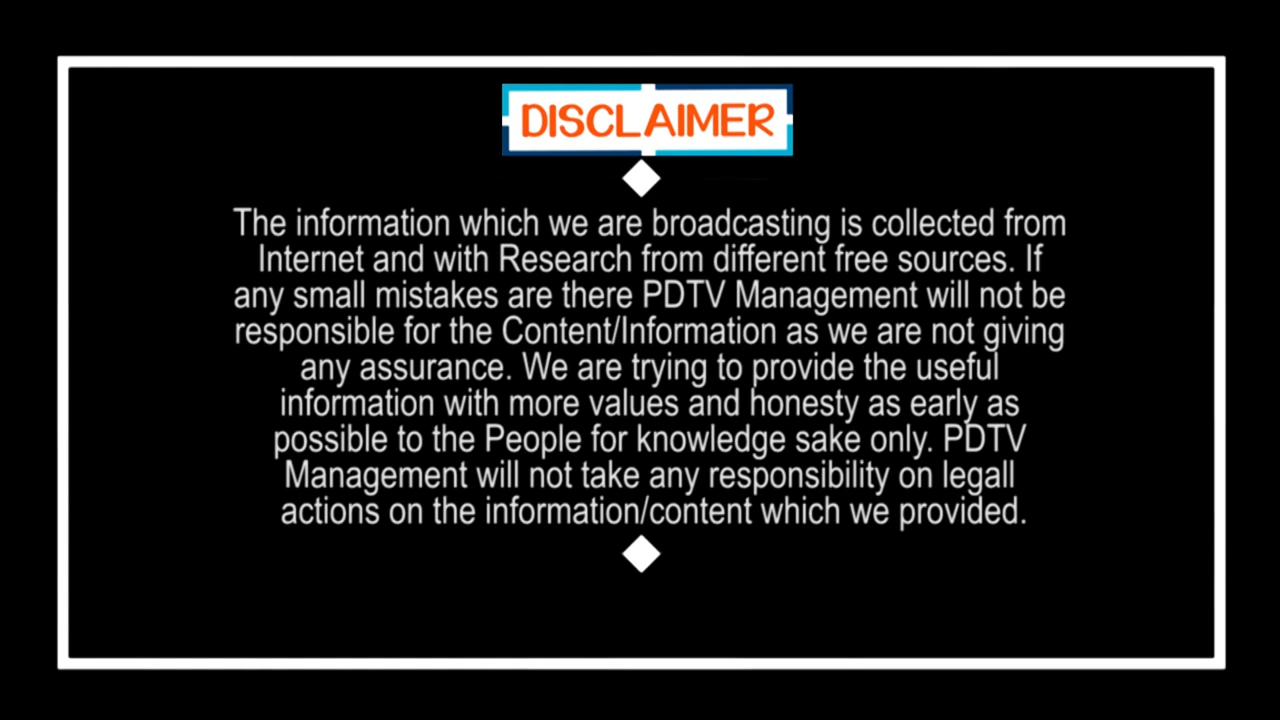 DISCLAIMER
The information which we are broadcasting is collected from
Internet and with Research from different free sources. If
any small mistakes are there PDTV Management will not be
responsible for the Content/Information as we are not giving
any assurance. We are trying to provide the useful
information with more values and honesty as early as
possible to the People for knowledge sake only. PDTV
Management will not take any responsibility on legall
actions on the information/content which we provided.